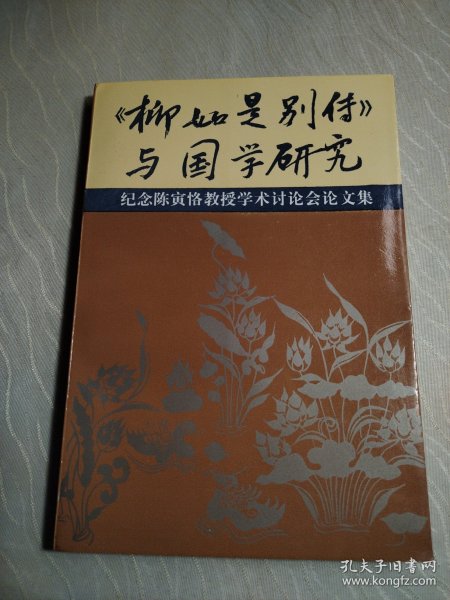 《柳如是别传》
与国学研究
纪念陈寅恪教授学术讨论会论文集
孔夫子旧书网
www.kongfz.com